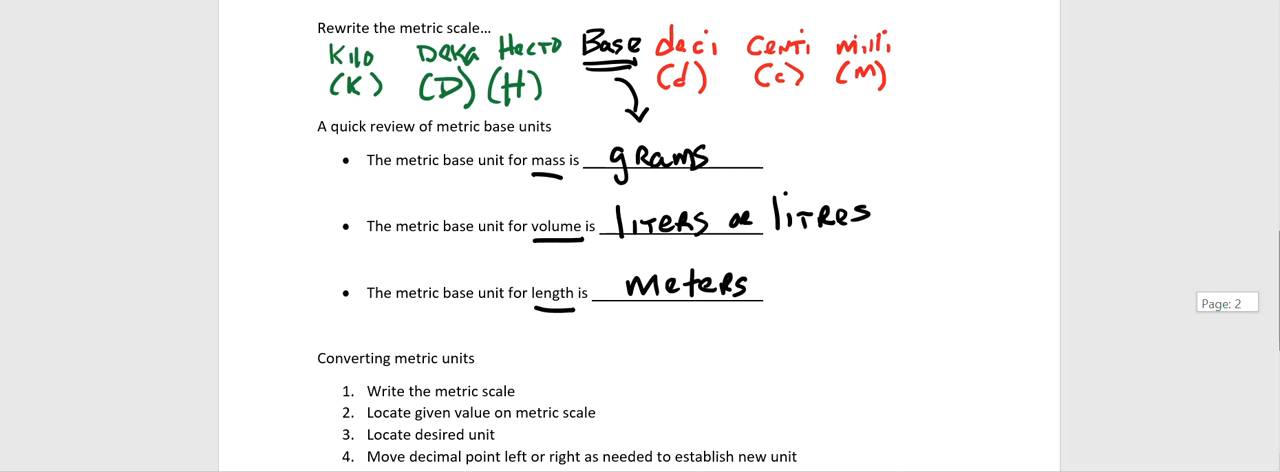 Rewrite the metric scale...
Kilo Deka Hecto Base deci centi milli
(K) (D) (H) (d) (c) (m)
A quick review of metric base units
• The metric base unit for mass is grams
• The metric base unit for volume is liters or litres
• The metric base unit for length is meters
Page: 2
Converting metric units
1. Write the metric scale
2. Locate given value on metric scale
3. Locate desired unit
4. Move decimal point left or right as needed to establish new unit